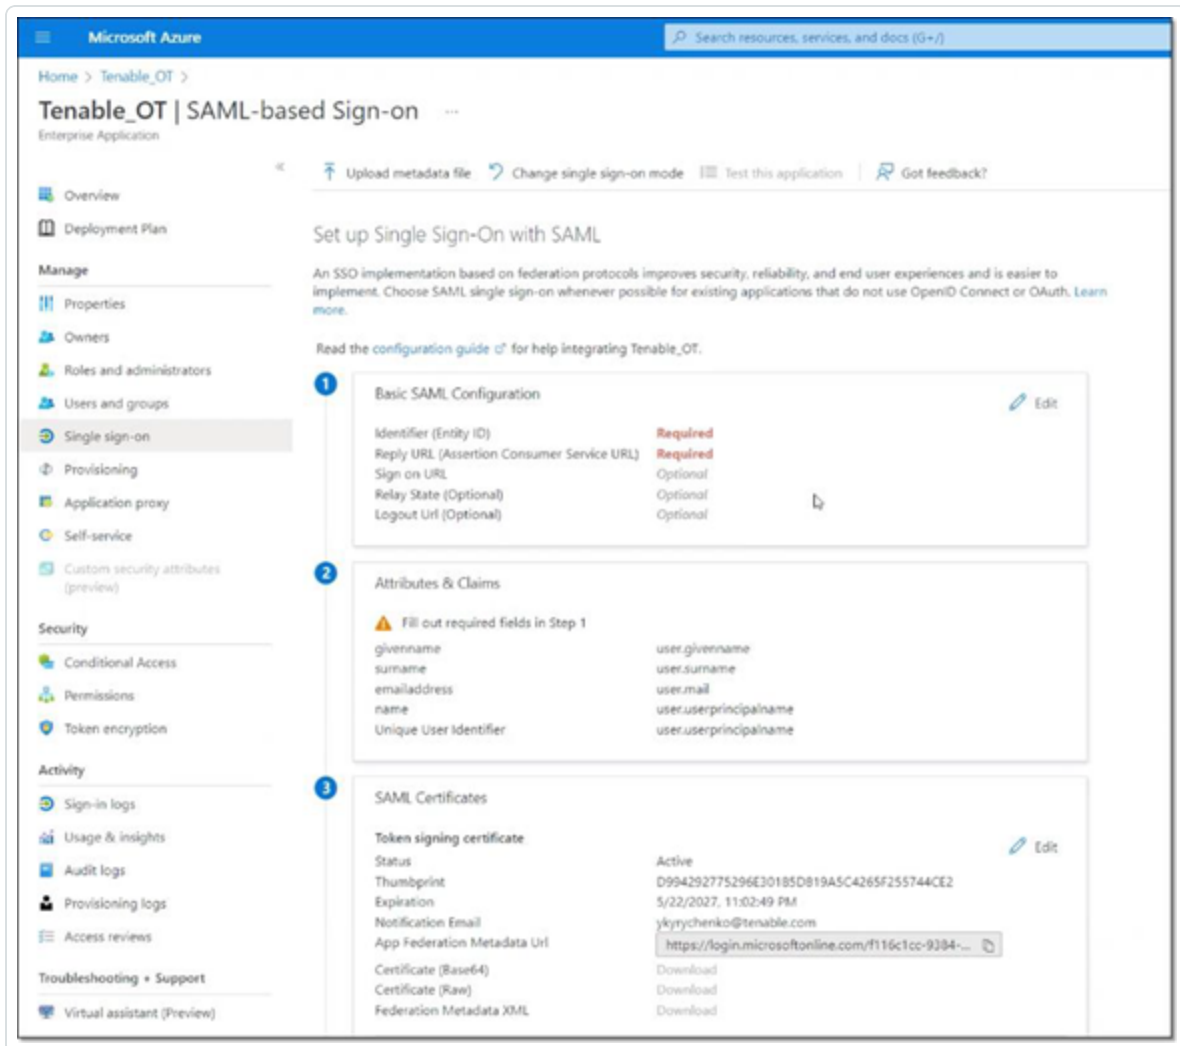 Microsoft Azure
Search resources, services, and docs (G+/)
Home > Tenable_OT >
Tenable_OT | SAML-based Sign-on ...
Enterprise Application
«
Overview
Deployment Plan
Manage
Properties
Owners
Roles and administrators
Users and groups
Single sign-on
Provisioning
Application proxy
Self-service
Custom security attributes
(preview)
Security
Conditional Access
Permissions
Token encryption
Activity
Sign-in logs
Usage & insights
Audit logs
Provisioning logs
Access reviews
Troubleshooting + Support
Virtual assistant (Preview)
Upload metadata file Change single sign-on mode Test this application Got feedback?
Set up Single Sign-On with SAML
An SSO implementation based on federation protocols improves security, reliability, and end user experiences and is easier to
implement. Choose SAML single sign-on whenever possible for existing applications that do not use OpenID Connect or OAuth. Learn
more.
Read the configuration guide for help integrating Tenable_OT.
1
Basic SAML Configuration
Edit
Identifier (Entity ID) Required
Reply URL (Assertion Consumer Service URL) Required
Sign on URL Optional
Relay State (Optional) Optional
Logout Url (Optional) Optional
2
Attributes & Claims
Fill out required fields in Step 1
givenname user.givenname
surname user.surname
emailaddress user.mail
name user.userprincipalname
Unique User Identifier user.userprincipalname
3
SAML Certificates
Token signing certificate
Edit
Status Active
Thumbprint D994292775296E30185D819A5C4265F255744CE2
Expiration 5/22/2027, 11:02:49 PM
Notification Email ykyrychenko@tenable.com
App Federation Metadata Url https://login.microsoftonline.com/f116c1cc-9384-...
Certificate (Base64) Download
Certificate (Raw) Download
Federation Metadata XML Download